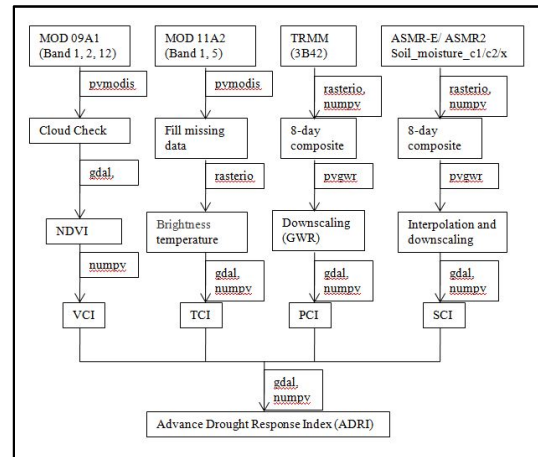 MOD 09A1
(Band 1, 2, 12)
MOD 11A2
(Band 1, 5)
TRMM
(3B42)
ASMR-E/ ASMR2
Soil_moisture_c1/c2/x
pymodis
pymodis
rasterio,
numpy
rasterio,
numpy
Cloud Check
Fill missing
data
8-day
composite
8-day
composite
gdal,
rasterio
pygwr
pygwr
NDVI
Brightness
temperature
Downscaling
(GWR)
Interpolation and
downscaling
numpy
gdal,
numpy
gdal,
numpy
gdal,
numpy
VCI
TCI
PCI
SCI
gdal,
numpy
Advance Drought Response Index (ADRI)